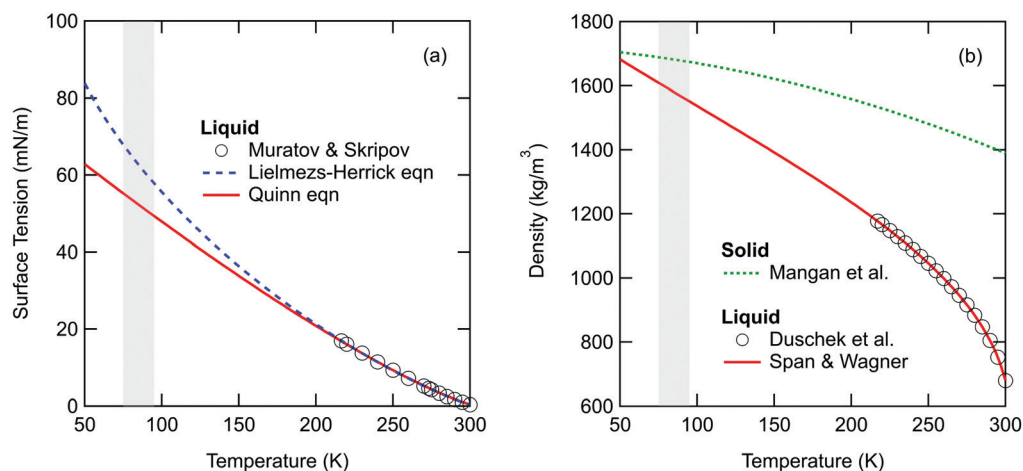 100
80
60
40
20
0
Surface Tension (mN/m)
(a)
Liquid
Muratov & Skripov
Lielmezs-Herrick eqn
Quinn eqn
50 100 150 200 250 300
Temperature (K)
1800
1600
1400
1200
1000
800
600
Density (kg/m³)
(b)
Solid
Mangan et al.
Liquid
Duschek et al.
Span & Wagner
50 100 150 200 250 300
Temperature (K)